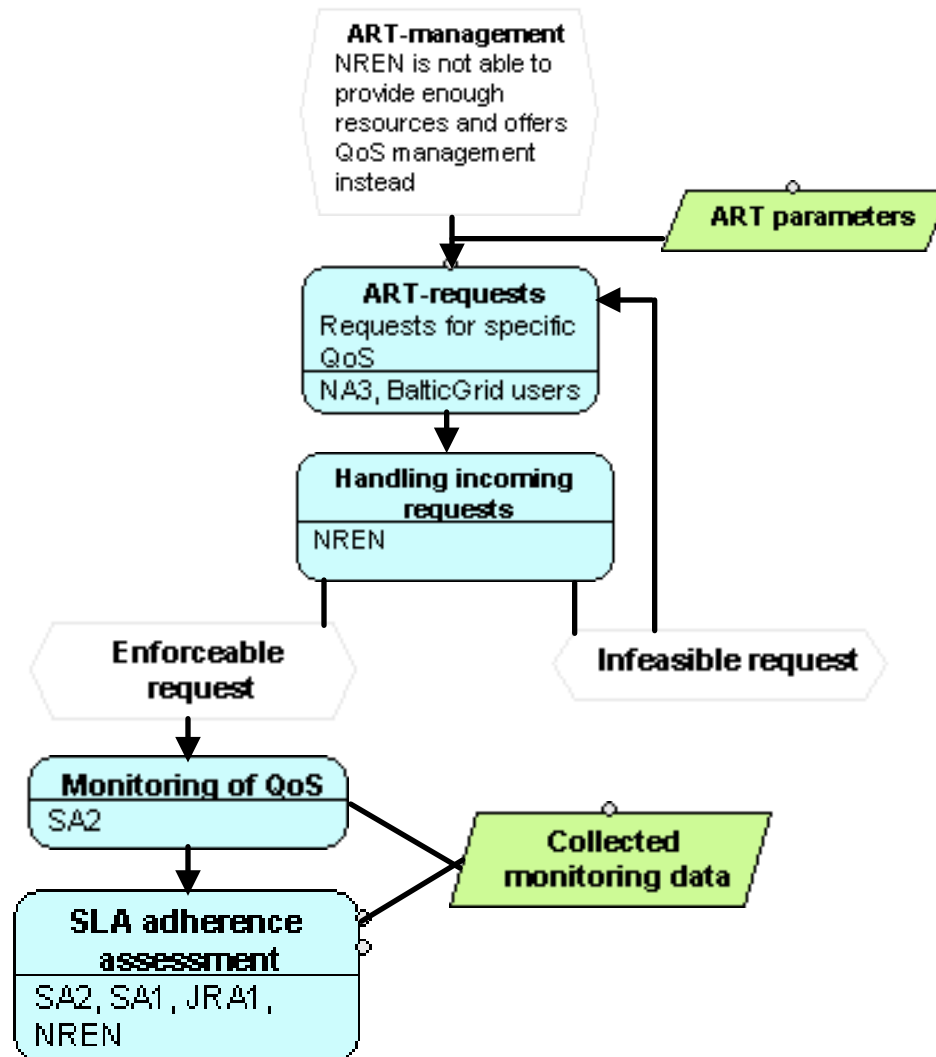 ART-management
NREN is not able to
provide enough
resources and offers
QoS management
instead
ART parameters
ART-requests
Requests for specific
QoS
NA3, BalticGrid users
Handling incoming
requests
NREN
Enforceable
request
Infeasible request
Monitoring of QoS
SA2
Collected
monitoring data
SLA adherence
assessment
SA2, SA1, JRA1,
NREN